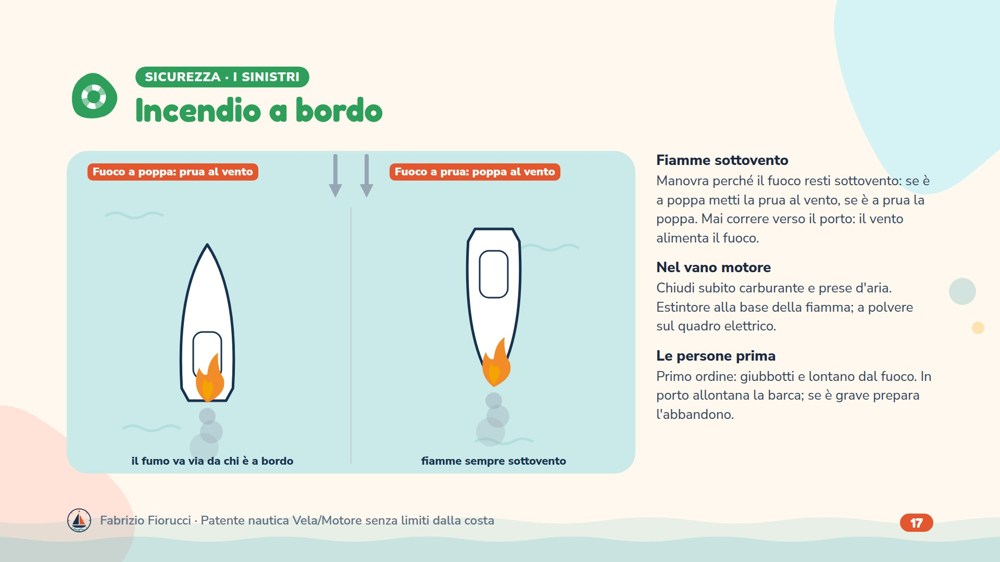 SICUREZZA · I SINISTRI
Incendio a bordo
Fuoco a poppa: prua al vento
Fuoco a prua: poppa al vento
il fumo va via da chi è a bordo
fiamme sempre sottovento
Fiamme sottovento
Manovra perché il fuoco resti sottovento: se è
a poppa metti la prua al vento, se è a prua la
poppa. Mai correre verso il porto: il vento
alimenta il fuoco.
Nel vano motore
Chiudi subito carburante e prese d'aria.
Estintore alla base della fiamma; a polvere
sul quadro elettrico.
Le persone prima
Primo ordine: giubbotti e lontano dal fuoco. In
porto allontana la barca; se è grave prepara
l'abbandono.
Fabrizio Fiorucci · Patente nautica Vela/Motore senza limiti dalla costa
17